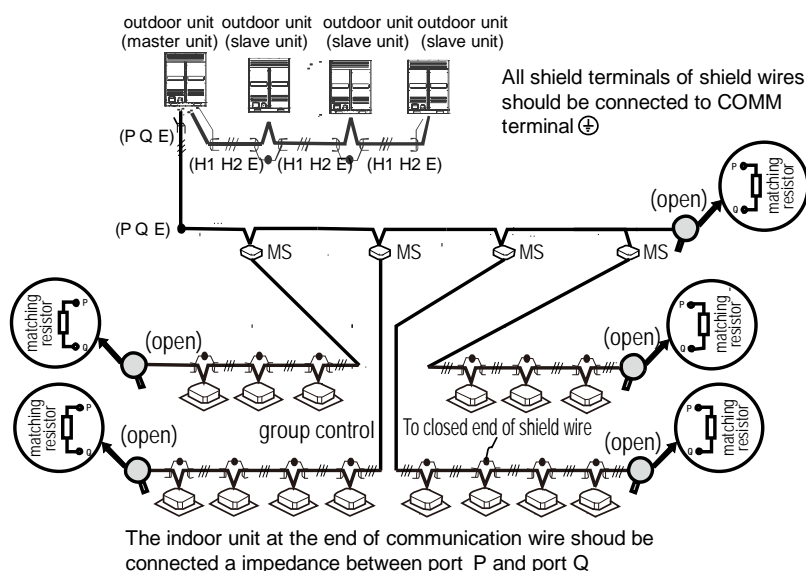 outdoor unit outdoor unit outdoor unit outdoor unit
(master unit) (slave unit) (slave unit) (slave unit)
All shield terminals of shield wires
should be connected to COMM
terminal
(P Q E)
(H1 H2 E) (H1 H2 E) (H1 H2 E)
P
Q
matching
resistor
(open)
(P Q E)
MS
MS
MS
MS
matching
resistor
P
Q
(open)
(open)
P
Q
matching
resistor
matching
resistor
P
Q
(open)
group control
To closed end of shield wire
(open)
P
Q
matching
resistor
The indoor unit at the end of communication wire shoud be
connected a impedance between port P and port Q